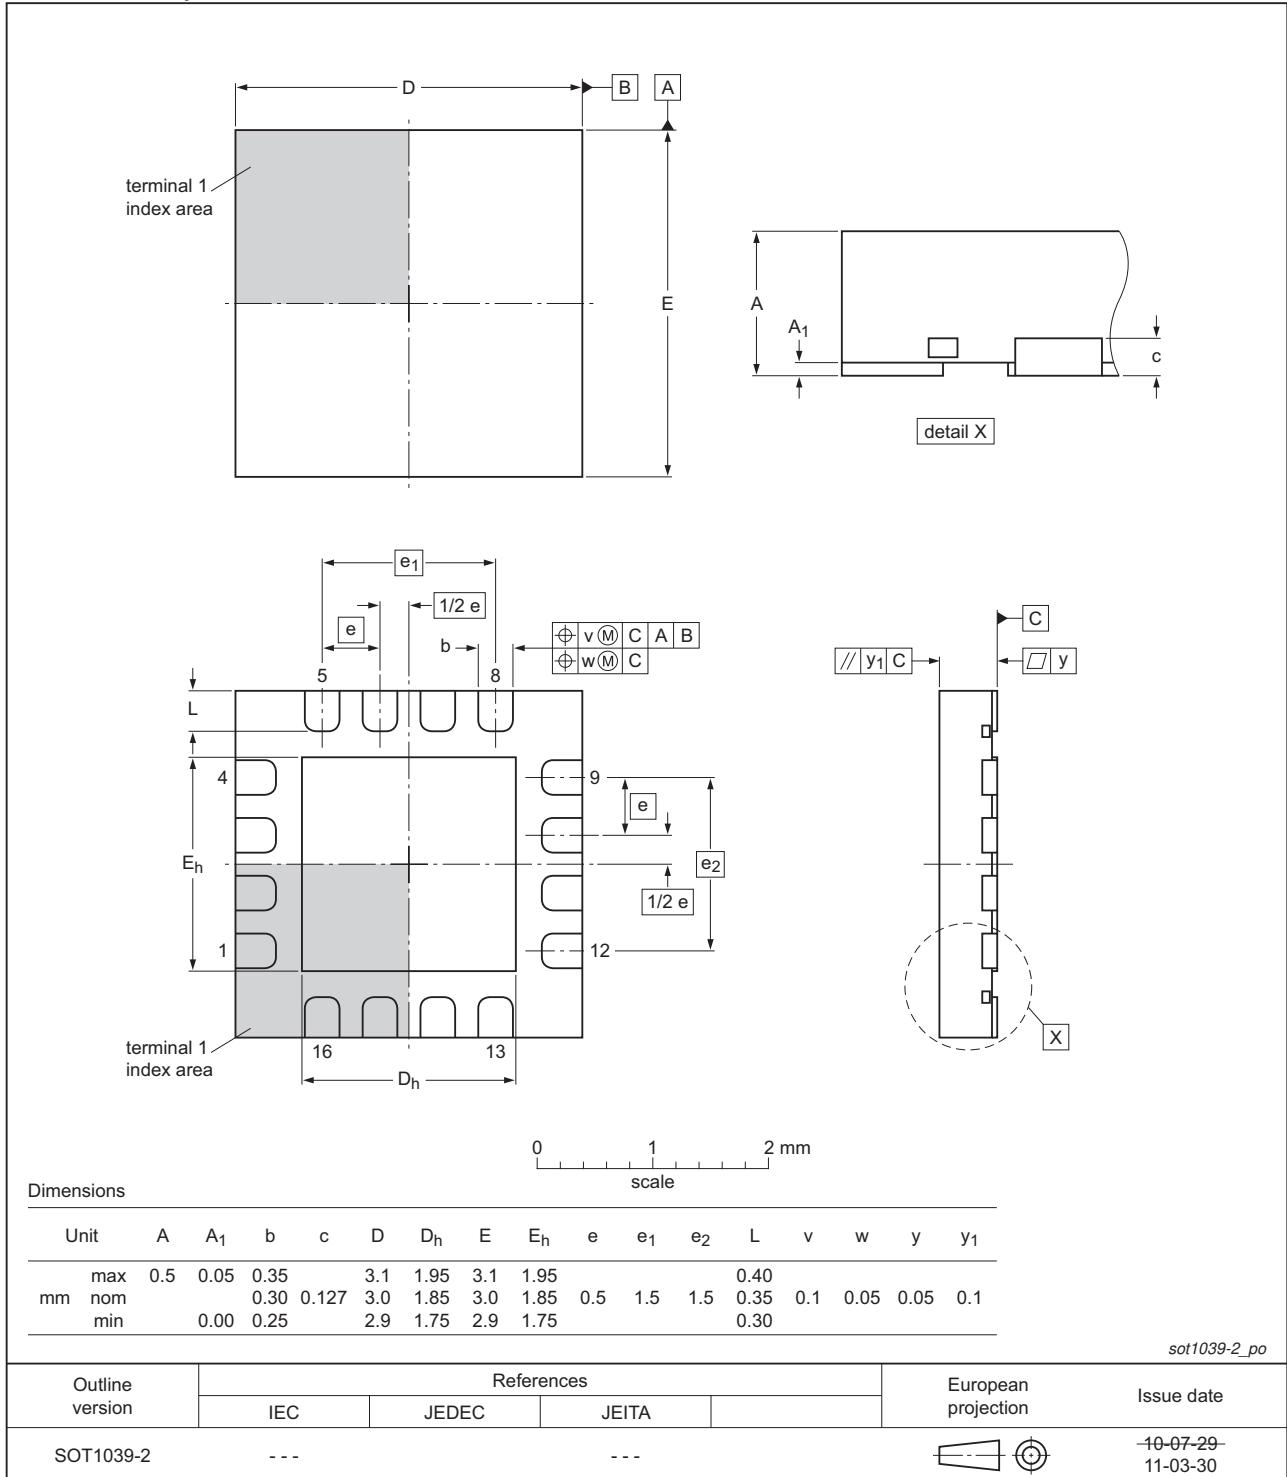 D
B
A
terminal 1
index area
E
A
A1
c
detail X
e1
1/2 e
e
b
v M C A B
w M C
5
8
L
4
9
e
Eh
e2
1/2 e
1
12
terminal 1
index area
16
13
Dh
C
// y1 C
y
X
0 1 2 mm
scale
Dimensions
Unit A A1 b c D Dh E Eh e e1 e2 L v w y y1
max 0.5 0.05 0.35 3.1 1.95 3.1 1.95 0.40
mm nom 0.30 0.127 3.0 1.85 3.0 1.85 0.5 1.5 1.5 0.35 0.1 0.05 0.05 0.1
min 0.00 0.25 2.9 1.75 2.9 1.75 0.30
sot1039-2_po
Outline version
References
European projection
Issue date
IEC JEDEC JEITA
SOT1039-2 - - - - - -
10-07-29
11-03-30